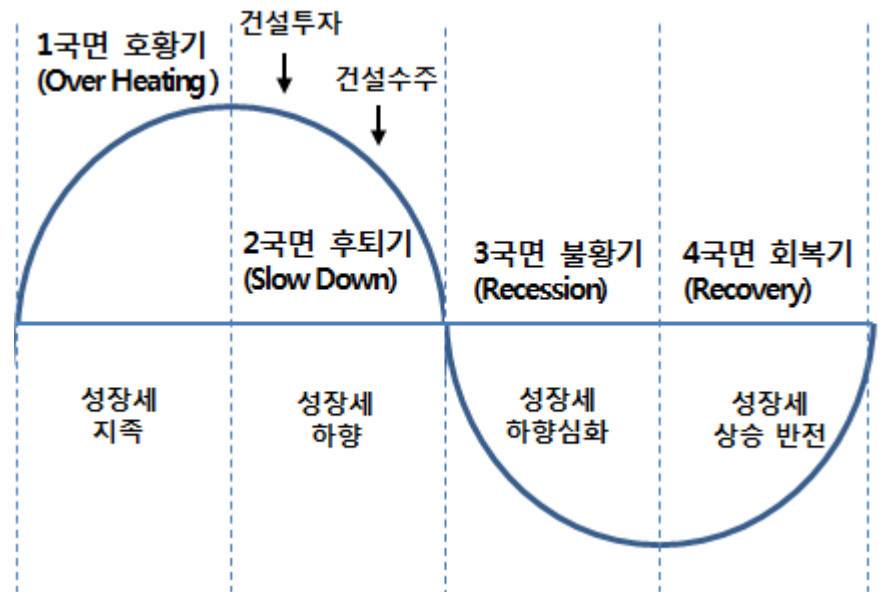 1국면 호황기
(Over Heating )
건설투자
건설수주
2국면 후퇴기
(Slow Down)
3국면 불황기
(Recession)
4국면 회복기
(Recovery)
성장세
지족
성장세
하향
성장세
하향심화
성장세
상승 반전